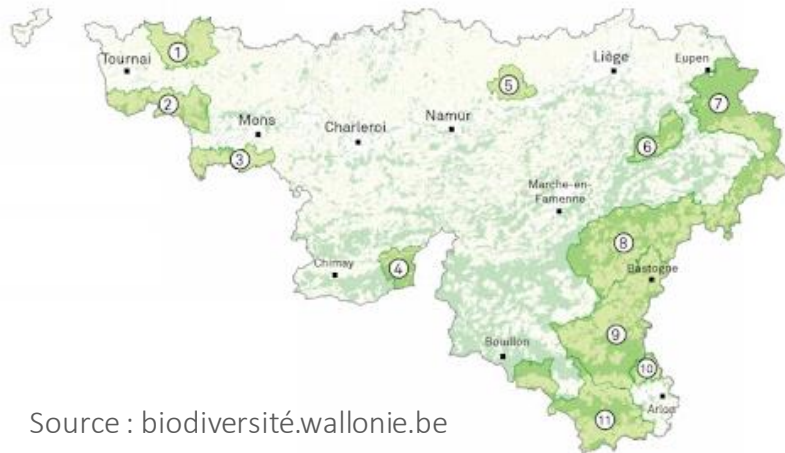 Tournai
1
2
Mons
3
Charleroi
Namur
5
Liège
Eupen
7
6
Marche-en-
Famenne
Chimay
4
8
Bastogne
9
Bouillon
10
Arlon
11
Source : biodiversité.wallonie.be